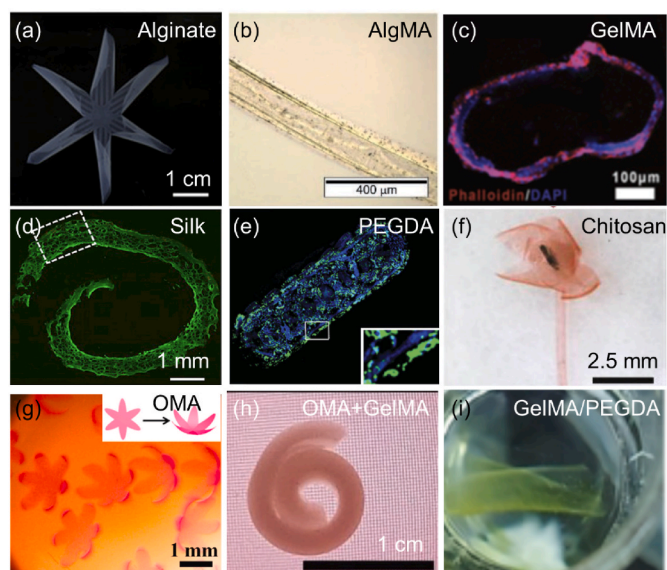 (a) Alginate
1 cm
(b) AlgMA
400 µm
(c) GelMA
Phalloidin/DAPI
100µm
(d) Silk
1 mm
(e) PEGDA
(f) Chitosan
2.5 mm
(g) OMA
1 mm
(h) OMA+GelMA
1 cm
(i) GelMA/PEGDA